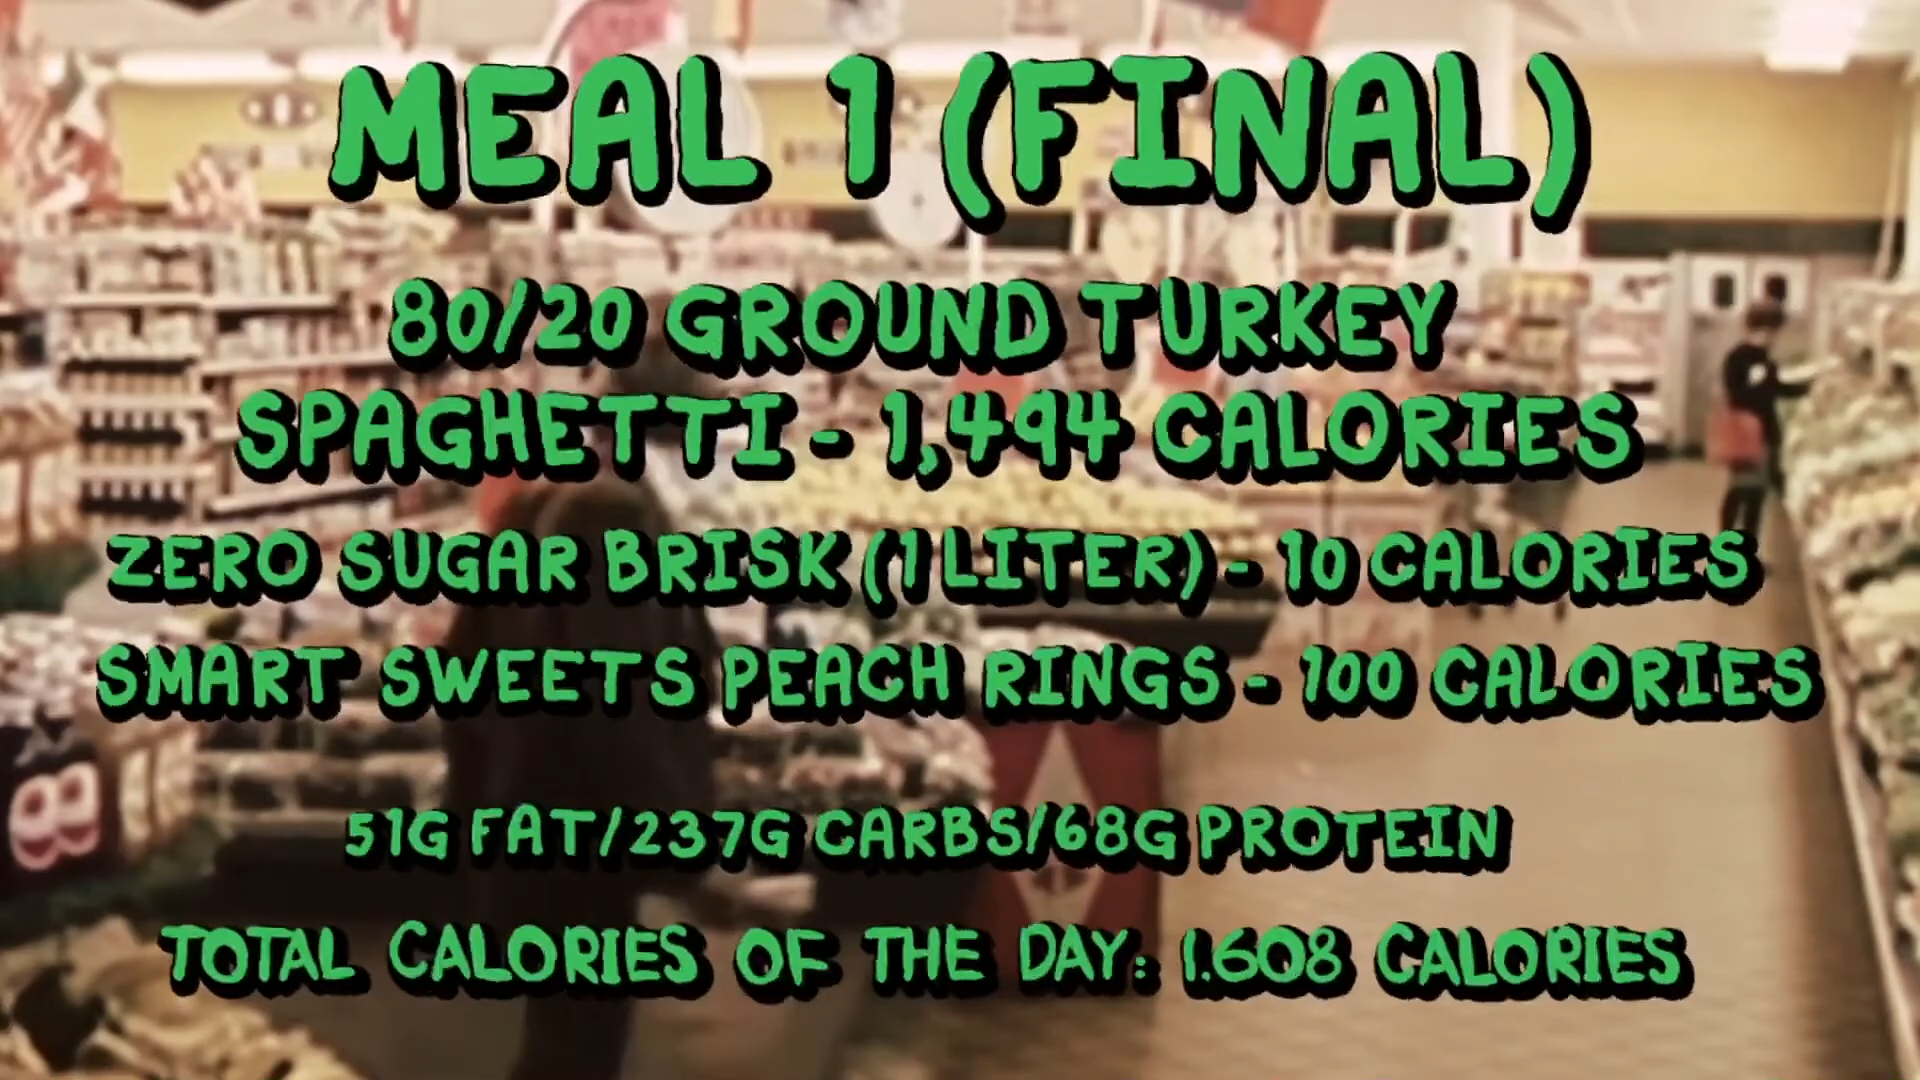 MEAL 1 (FINAL)
80/20 GROUND TURKEY
SPAGHETTI - 1,494 CALORIES
ZERO SUGAR BRISK (1 LITER) - 10 CALORIES
SMART SWEETS PEACH RINGS - 100 CALORIES
51G FAT/237G CARBS/68G PROTEIN
TOTAL CALORIES OF THE DAY: 1.608 CALORIES